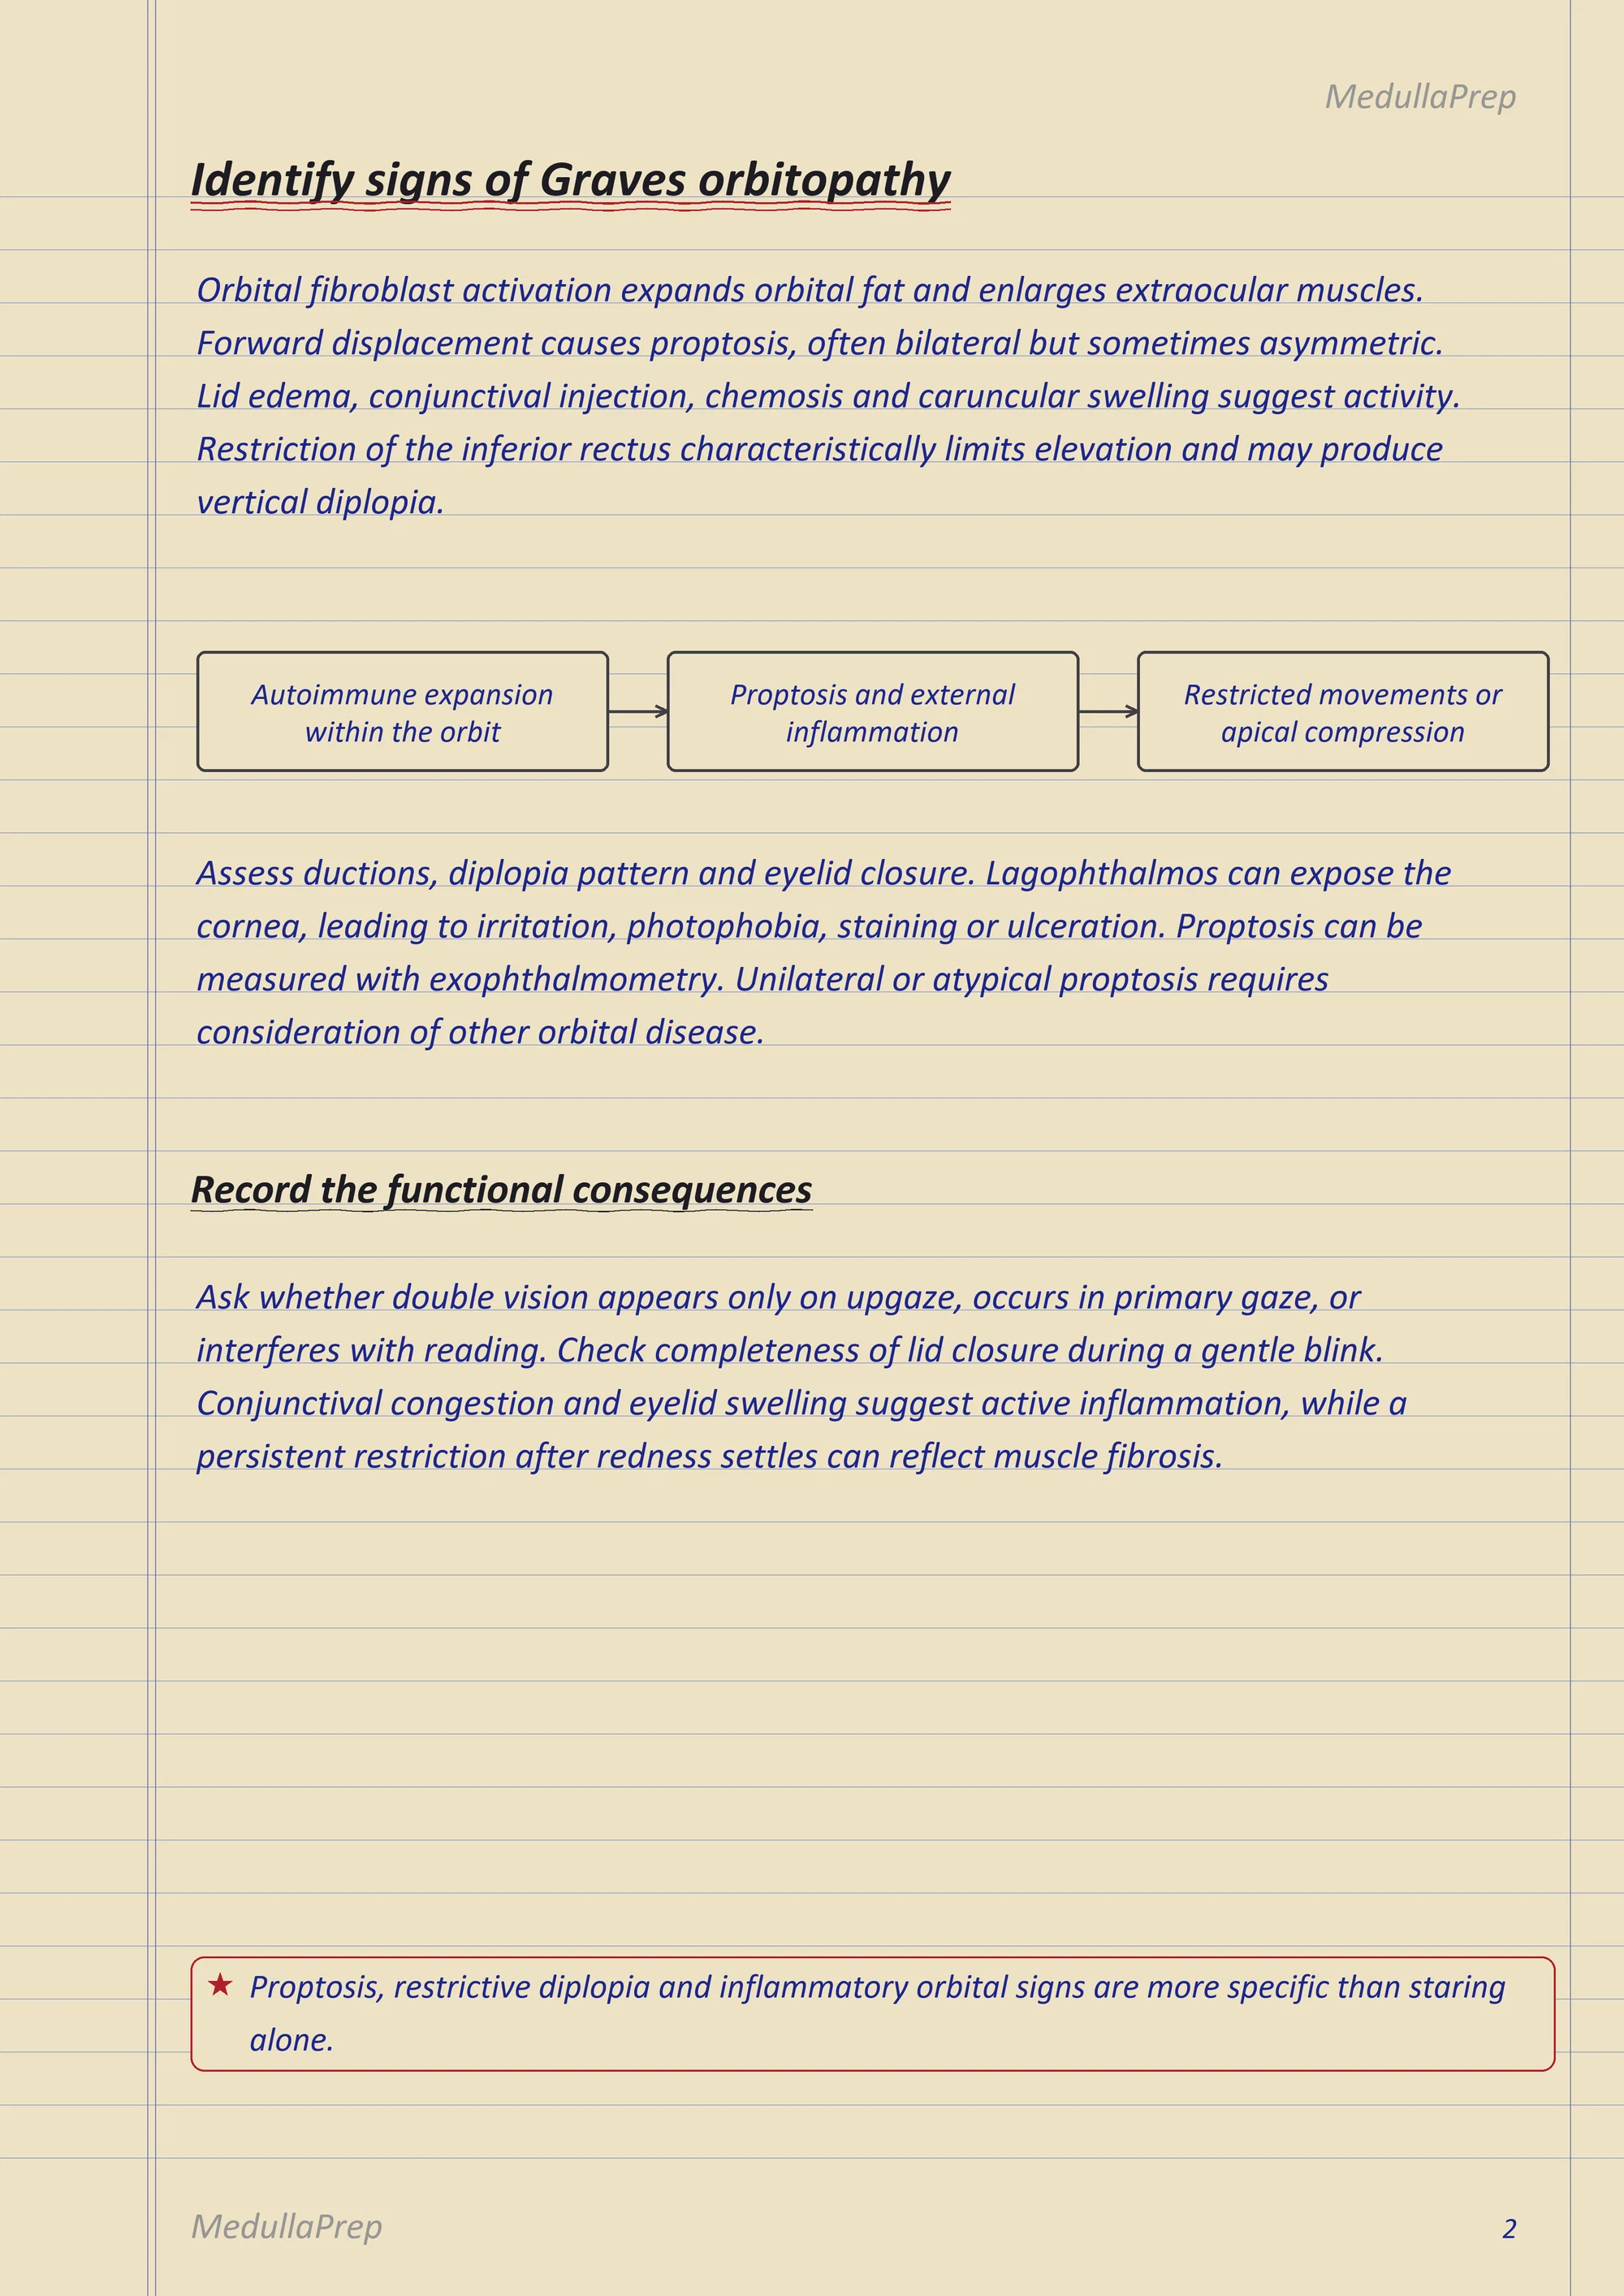 MedullaPrep
Identify signs of Graves orbitopathy
Orbital fibroblast activation expands orbital fat and enlarges extraocular muscles.
Forward displacement causes proptosis, often bilateral but sometimes asymmetric.
Lid edema, conjunctival injection, chemosis and caruncular swelling suggest activity.
Restriction of the inferior rectus characteristically limits elevation and may produce
vertical diplopia.
Autoimmune expansion
within the orbit
Proptosis and external
inflammation
Restricted movements or
apical compression
Assess ductions, diplopia pattern and eyelid closure. Lagophthalmos can expose the
cornea, leading to irritation, photophobia, staining or ulceration. Proptosis can be
measured with exophthalmometry. Unilateral or atypical proptosis requires
consideration of other orbital disease.
Record the functional consequences
Ask whether double vision appears only on upgaze, occurs in primary gaze, or
interferes with reading. Check completeness of lid closure during a gentle blink.
Conjunctival congestion and eyelid swelling suggest active inflammation, while a
persistent restriction after redness settles can reflect muscle fibrosis.
★ Proptosis, restrictive diplopia and inflammatory orbital signs are more specific than staring
alone.
MedullaPrep
2